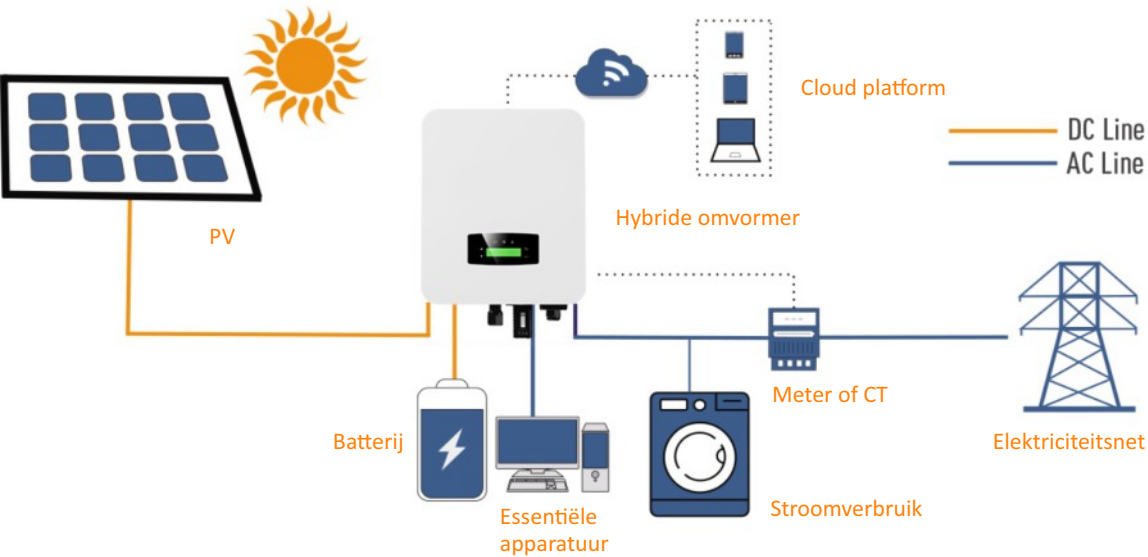 Cloud platform
DC Line
AC Line
Hybride omvormer
PV
Meter of CT
Batterij
Elektriciteitsnet
Stroomverbruik
Essentiële
apparatuur